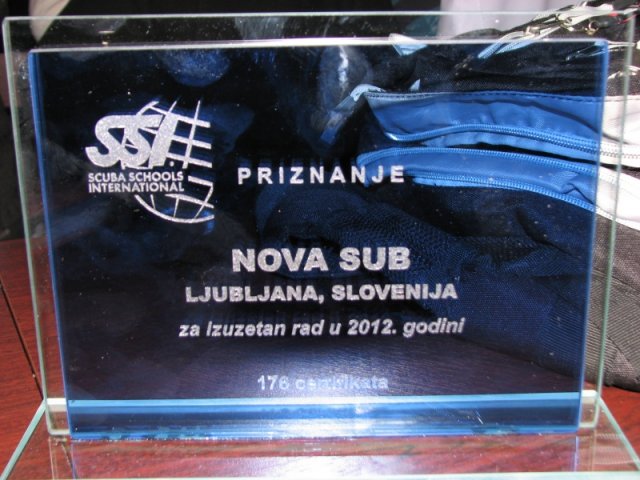 SSI
SCUBA SCHOOLS
INTERNATIONAL
PRIZNANJE
NOVA SUB
LJUBLJANA, SLOVENIJA
za izuzetan rad u 2012. godini
176 certifikata